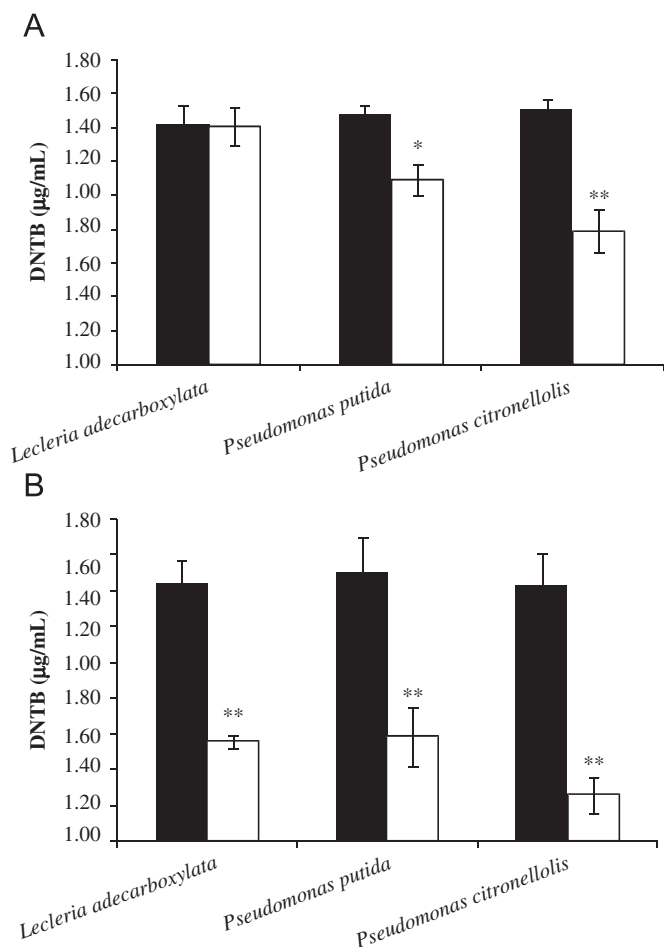 A
1.80
1.60
1.40
1.20
1.00
1.80
1.60
1.40
1.20
1.00
DNTB (µg/mL)
*
**
Lecleria adecarboxylata
Pseudomonas putida
Pseudomonas citronellolis
B
1.80
1.60
1.40
1.20
1.00
1.80
1.60
1.40
1.20
1.00
DNTB (µg/mL)
**
**
**
Lecleria adecarboxylata
Pseudomonas putida
Pseudomonas citronellolis